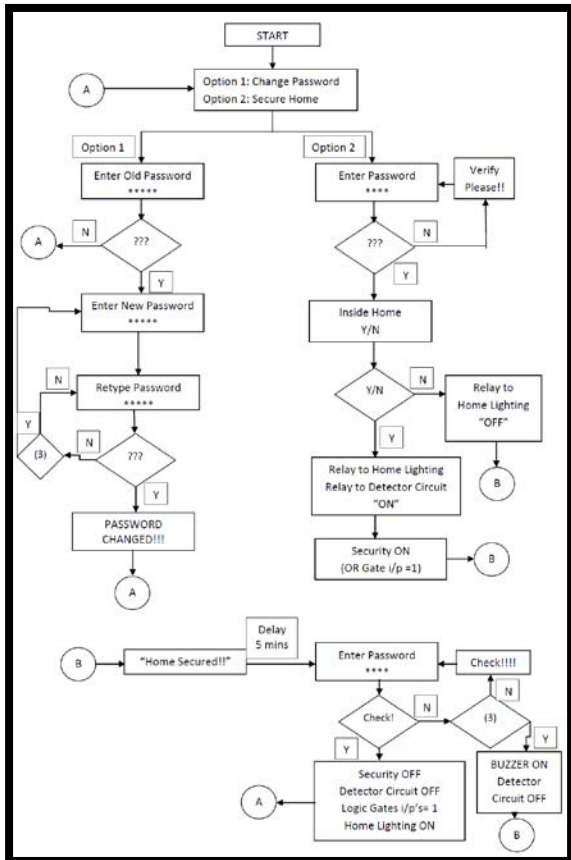 START
A
Option 1: Change Password
Option 2: Secure Home
Option 1
Option 2
Enter Old Password
*****
Enter Password
****
Verify
Please!!
A
N
???
Y
???
N
Y
Enter New Password
*****
Inside Home
Y/N
N
Retype Password
*****
Y/N
N
Relay to
Home Lighting
"OFF"
Y
(3)
N
???
Y
Y
B
Relay to Home Lighting
Relay to Detector Circuit
"ON"
PASSWORD
CHANGED!!!
Security ON
(OR Gate i/p =1)
B
A
B
"Home Secured!!"
Delay
5 mins
Enter Password
****
Check!!!!
Check!
N
(3)
N
Y
Y
Security OFF
Detector Circuit OFF
Logic Gates i/p's= 1
Home Lighting ON
A
BUZZER ON
Detector
Circuit OFF
B